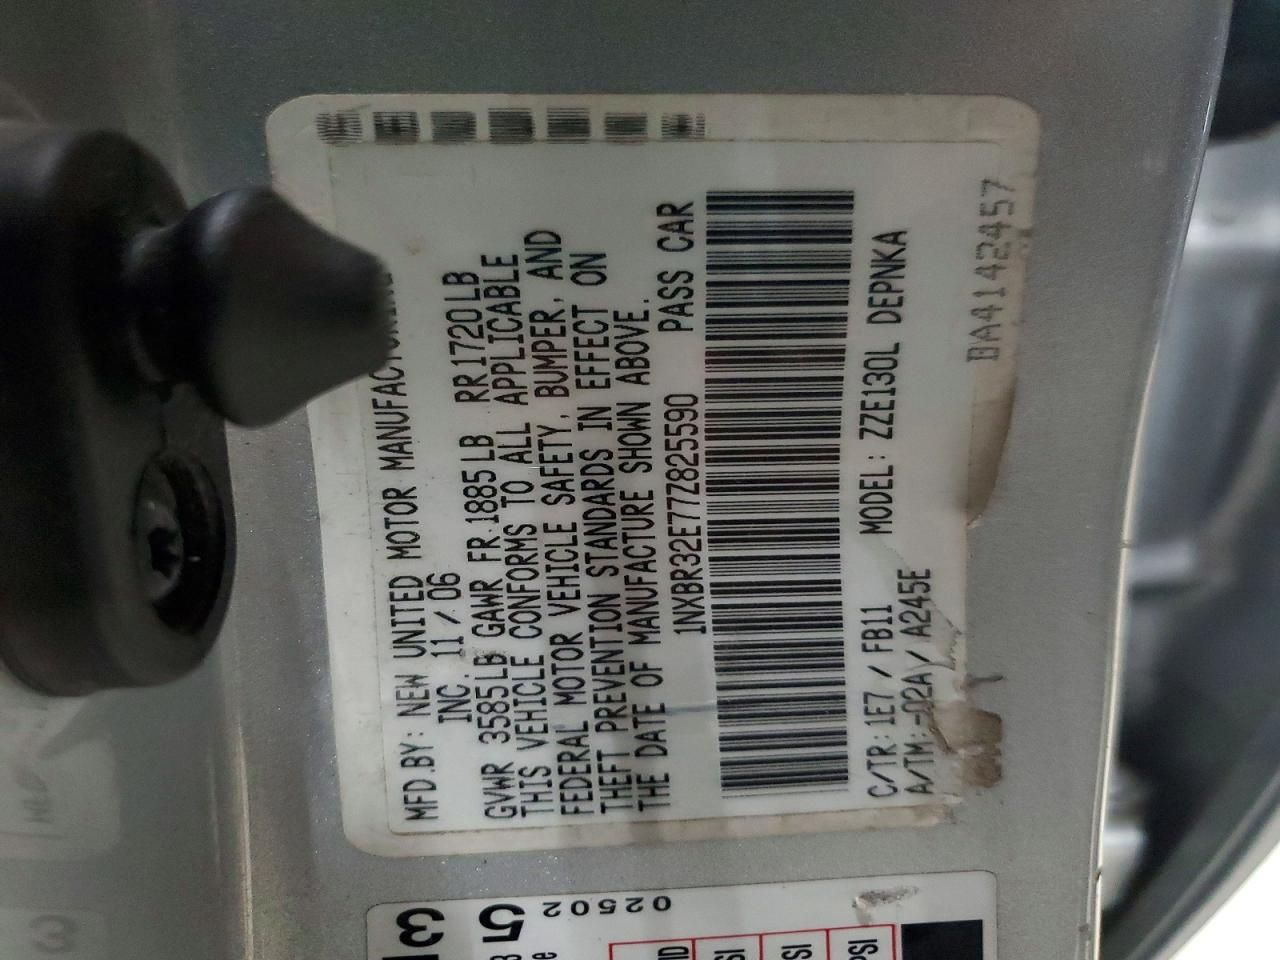 MFD.BY: NEW UNITED MOTOR MANUFACTURING
INC. 11/06
GVWR 3585LB GAWR FR 1885LB RR 1720LB
THIS VEHICLE CONFORMS TO ALL APPLICABLE
FEDERAL MOTOR VEHICLE SAFETY, BUMPER, AND
THEFT PREVENTION STANDARDS IN EFFECT ON
THE DATE OF MANUFACTURE SHOWN ABOVE.
1NXBR32E77Z825590 PASS CAR
C/TR: 1E7 / FB11 MODEL: ZZE130L DEPNKA
A/TM:-02A/ A245E
BA4142457
02502
PSI